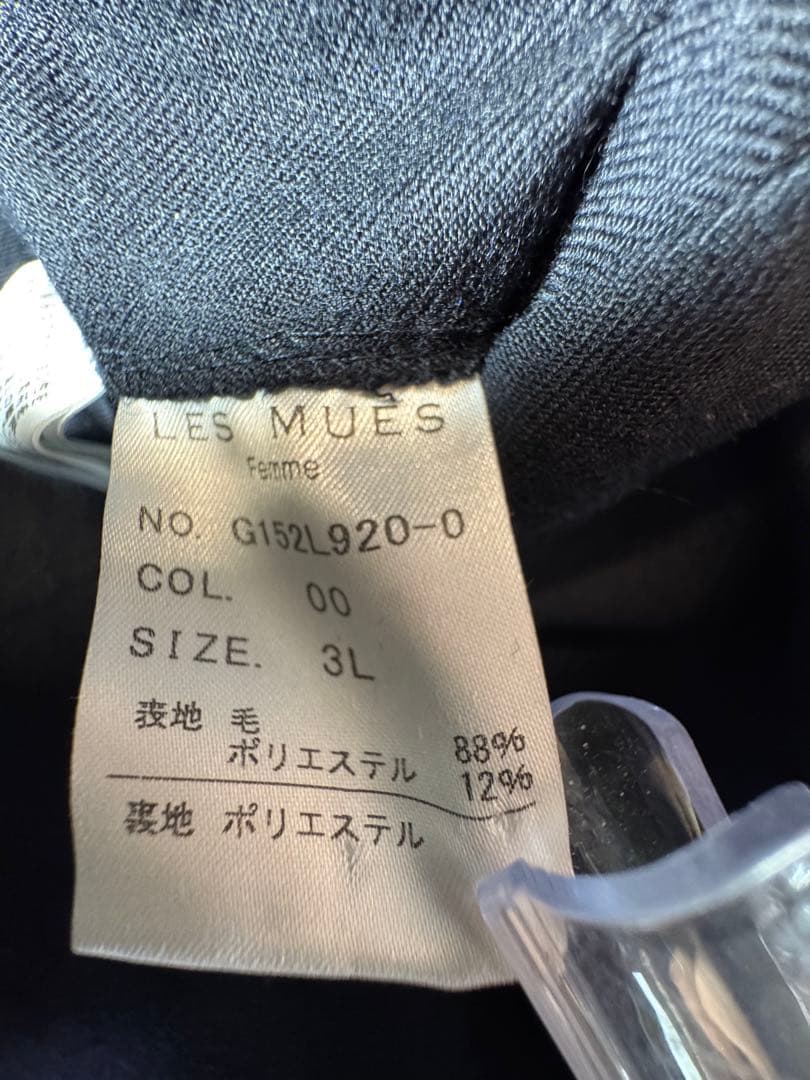 LES MUES
Femme
NO. G152L920-0
COL. 00
SIZE. 3L
表地 毛 88%
ポリエステル 12%
裏地 ポリエステル